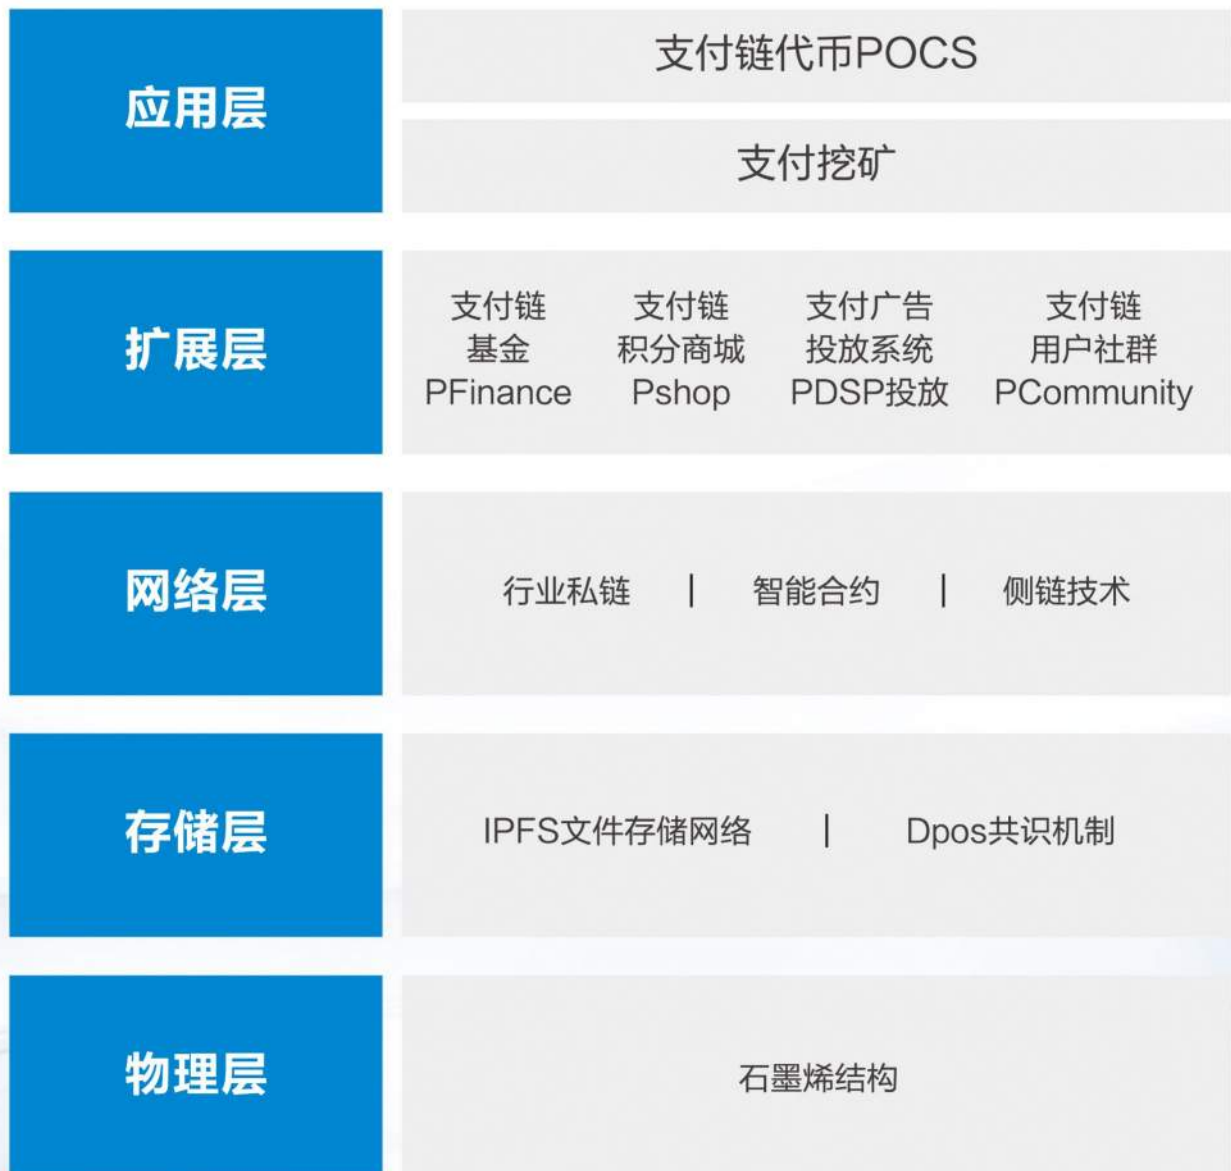 应用层
支付链代币POCS
支付挖矿
扩展层
支付链
基金
PFinance
支付链
积分商城
Pshop
支付广告
投放系统
PDSP投放
支付链
用户社群
PCommunity
网络层
行业私链 | 智能合约 | 侧链技术
存储层
IPFS文件存储网络 | Dpos共识机制
物理层
石墨烯结构